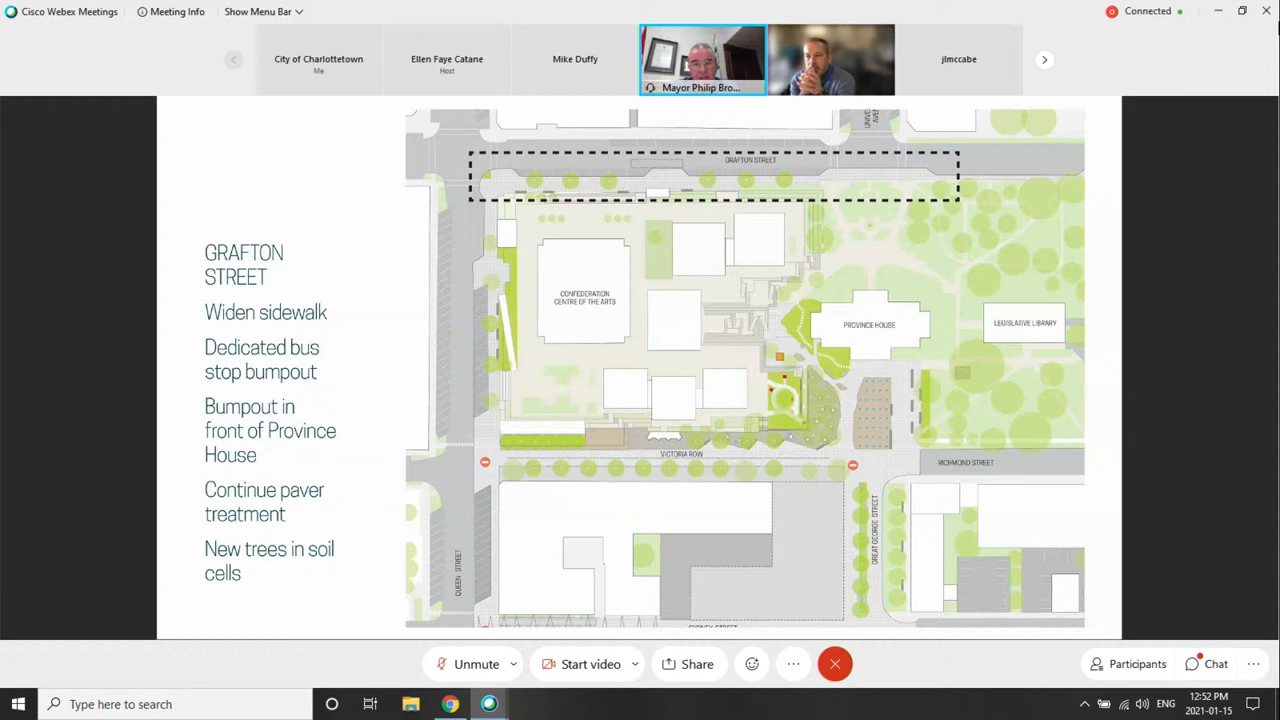 Cisco Webex Meetings
Meeting Info
Show Menu Bar
Connected
City of Charlottetown
Me
Ellen Faye Catane
Host
Mike Duffy
Mayor Philip Bro...
jlmccabe
GRAFTON
STREET
Widen sidewalk
Dedicated bus
stop bumpout
Bumpout in
front of Province
House
Continue paver
treatment
New trees in soil
cells
GRAFTON STREET
CONFEDERATION
CENTRE OF THE ARTS
PROVINCE HOUSE
LEGISLATIVE LIBRARY
VICTORIA ROW
RICHMOND STREET
QUEEN STREET
GREAT GEORGE STREET
Unmute
Start video
Share
Participants
Chat
Type here to search
ENG
12:52 PM
2021-01-15